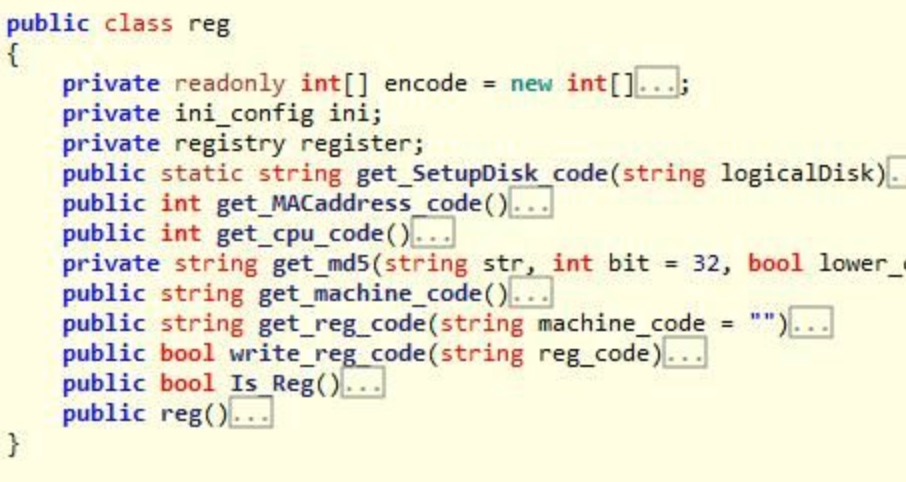 public class reg
{
private readonly int[] encode = new int[]...;
private ini_config ini;
private registry register;
public static string get_SetupDisk_code(string logicalDisk)...
public int get_MACaddress_code()...
public int get_cpu_code()...
private string get_md5(string str, int bit = 32, bool lower_
public string get_machine_code()...
public string get_reg_code(string machine_code = "")...
public bool write_reg_code(string reg_code)...
public bool Is_Reg()...
public reg()...
}